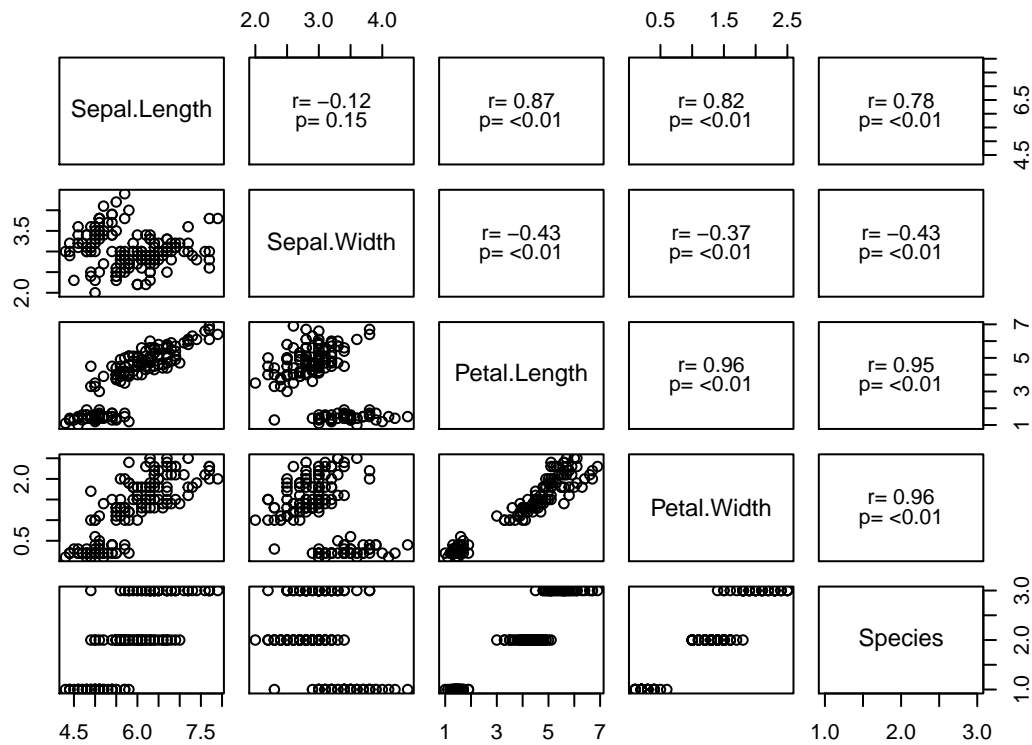 2.0 3.0 4.0
0.5 1.5 2.5
Sepal.Length
r= −0.12
p= 0.15
r= 0.87
p= <0.01
r= 0.82
p= <0.01
r= 0.78
p= <0.01
4.5 6.5
2.0 3.5
Sepal.Width
r= −0.43
p= <0.01
r= −0.37
p= <0.01
r= −0.43
p= <0.01
Petal.Length
r= 0.96
p= <0.01
r= 0.95
p= <0.01
1 3 5 7
0.5 2.0
Petal.Width
r= 0.96
p= <0.01
Species
1.0 2.0 3.0
4.5 6.0 7.5
1 3 5 7
1.0 2.0 3.0